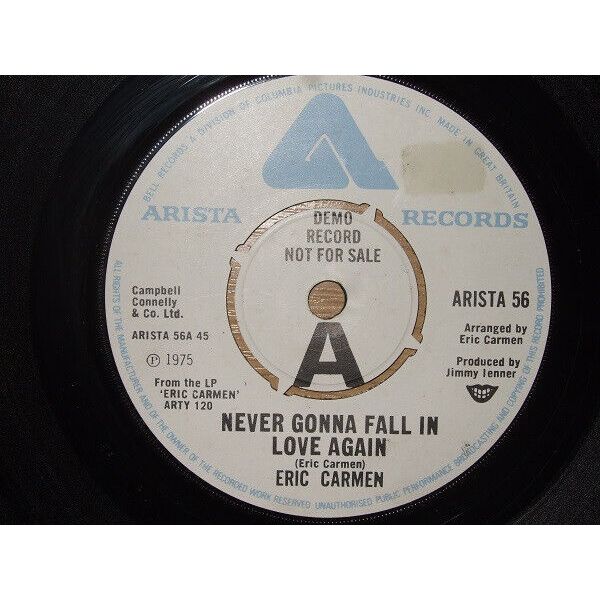 BELL RECORDS A DIVISION OF COLUMBIA PICTURES INDUSTRIES INC. MADE IN GREAT BRITAIN
ARISTA RECORDS
DEMO
RECORD
NOT FOR SALE
Campbell
Connelly
& Co. Ltd.
ARISTA 56A 45
℗ 1975
From the LP
'ERIC CARMEN'
ARTY 120
A
ARISTA 56
Arranged by
Eric Carmen
Produced by
Jimmy Ienner
NEVER GONNA FALL IN
LOVE AGAIN
(Eric Carmen)
ERIC CARMEN
ALL RIGHTS OF THE MANUFACTURER AND OF THE OWNER OF THE RECORDED WORK RESERVED UNAUTHORISED PUBLIC PERFORMANCE BROADCASTING AND COPYING OF THIS RECORD PROHIBITED